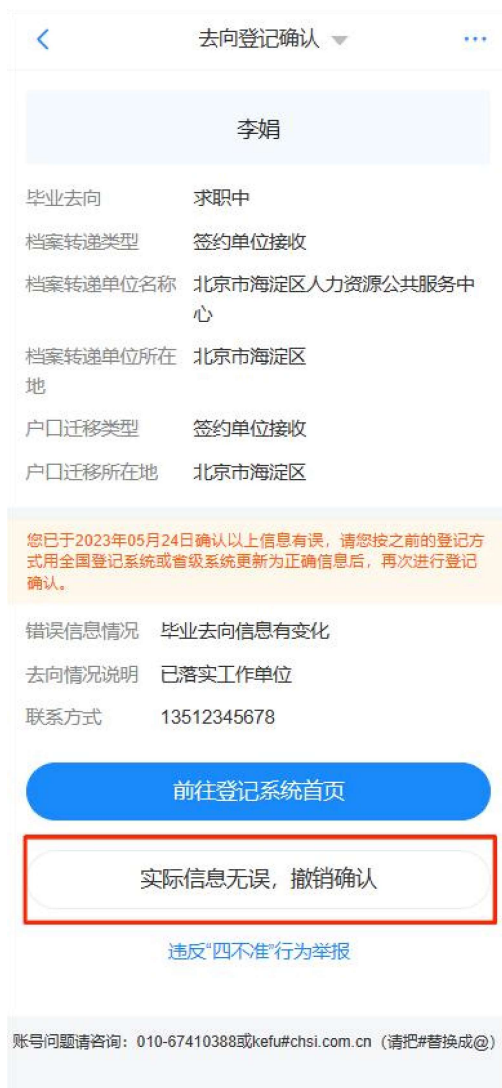 去向登记确认
李娟
毕业去向 求职中
档案转递类型 签约单位接收
档案转递单位名称 北京市海淀区人力资源公共服务中
心
档案转递单位所在 北京市海淀区
地
户口迁移类型 签约单位接收
户口迁移所在地 北京市海淀区
您已于2023年05月24日确认以上信息有误，请您按之前的登记方
式用全国登记系统或省级系统更新为正确信息后，再次进行登记
确认。
错误信息情况 毕业去向信息有变化
去向情况说明 已落实工作单位
联系方式 13512345678
前往登记系统首页
实际信息无误，撤销确认
违反“四不准”行为举报
账号问题请咨询：010-67410388或kefu#chsi.com.cn（请把#替换成@）